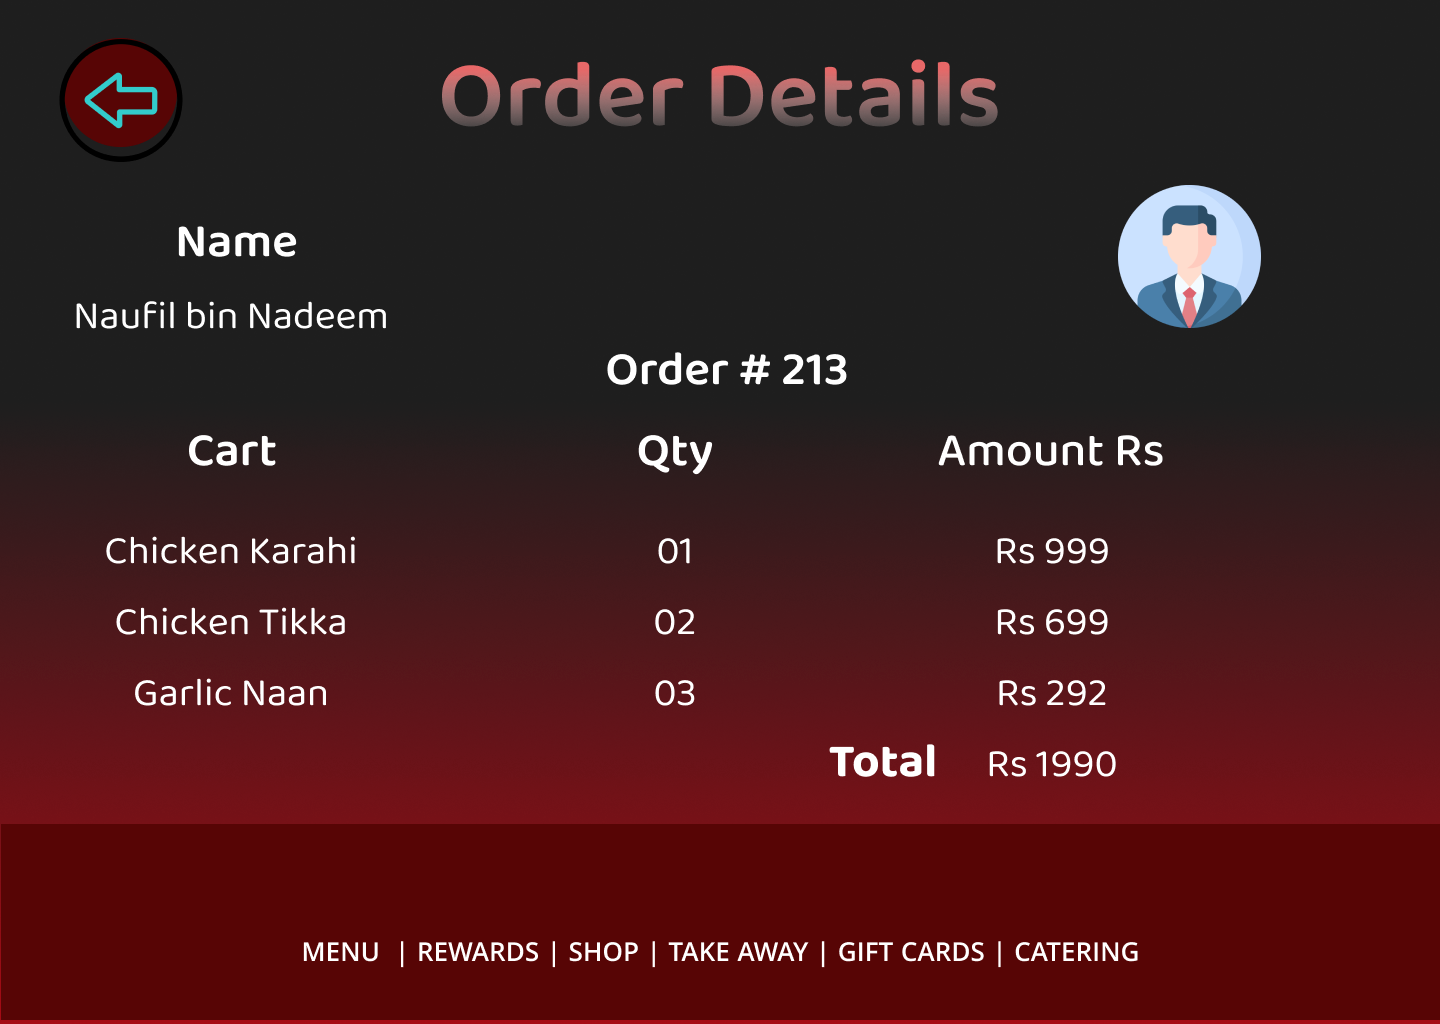 Order Details
Name
Naufil bin Nadeem
Order # 213
Cart Qty Amount Rs
Chicken Karahi 01 Rs 999
Chicken Tikka 02 Rs 699
Garlic Naan 03 Rs 292
Total Rs 1990
MENU | REWARDS | SHOP | TAKE AWAY | GIFT CARDS | CATERING